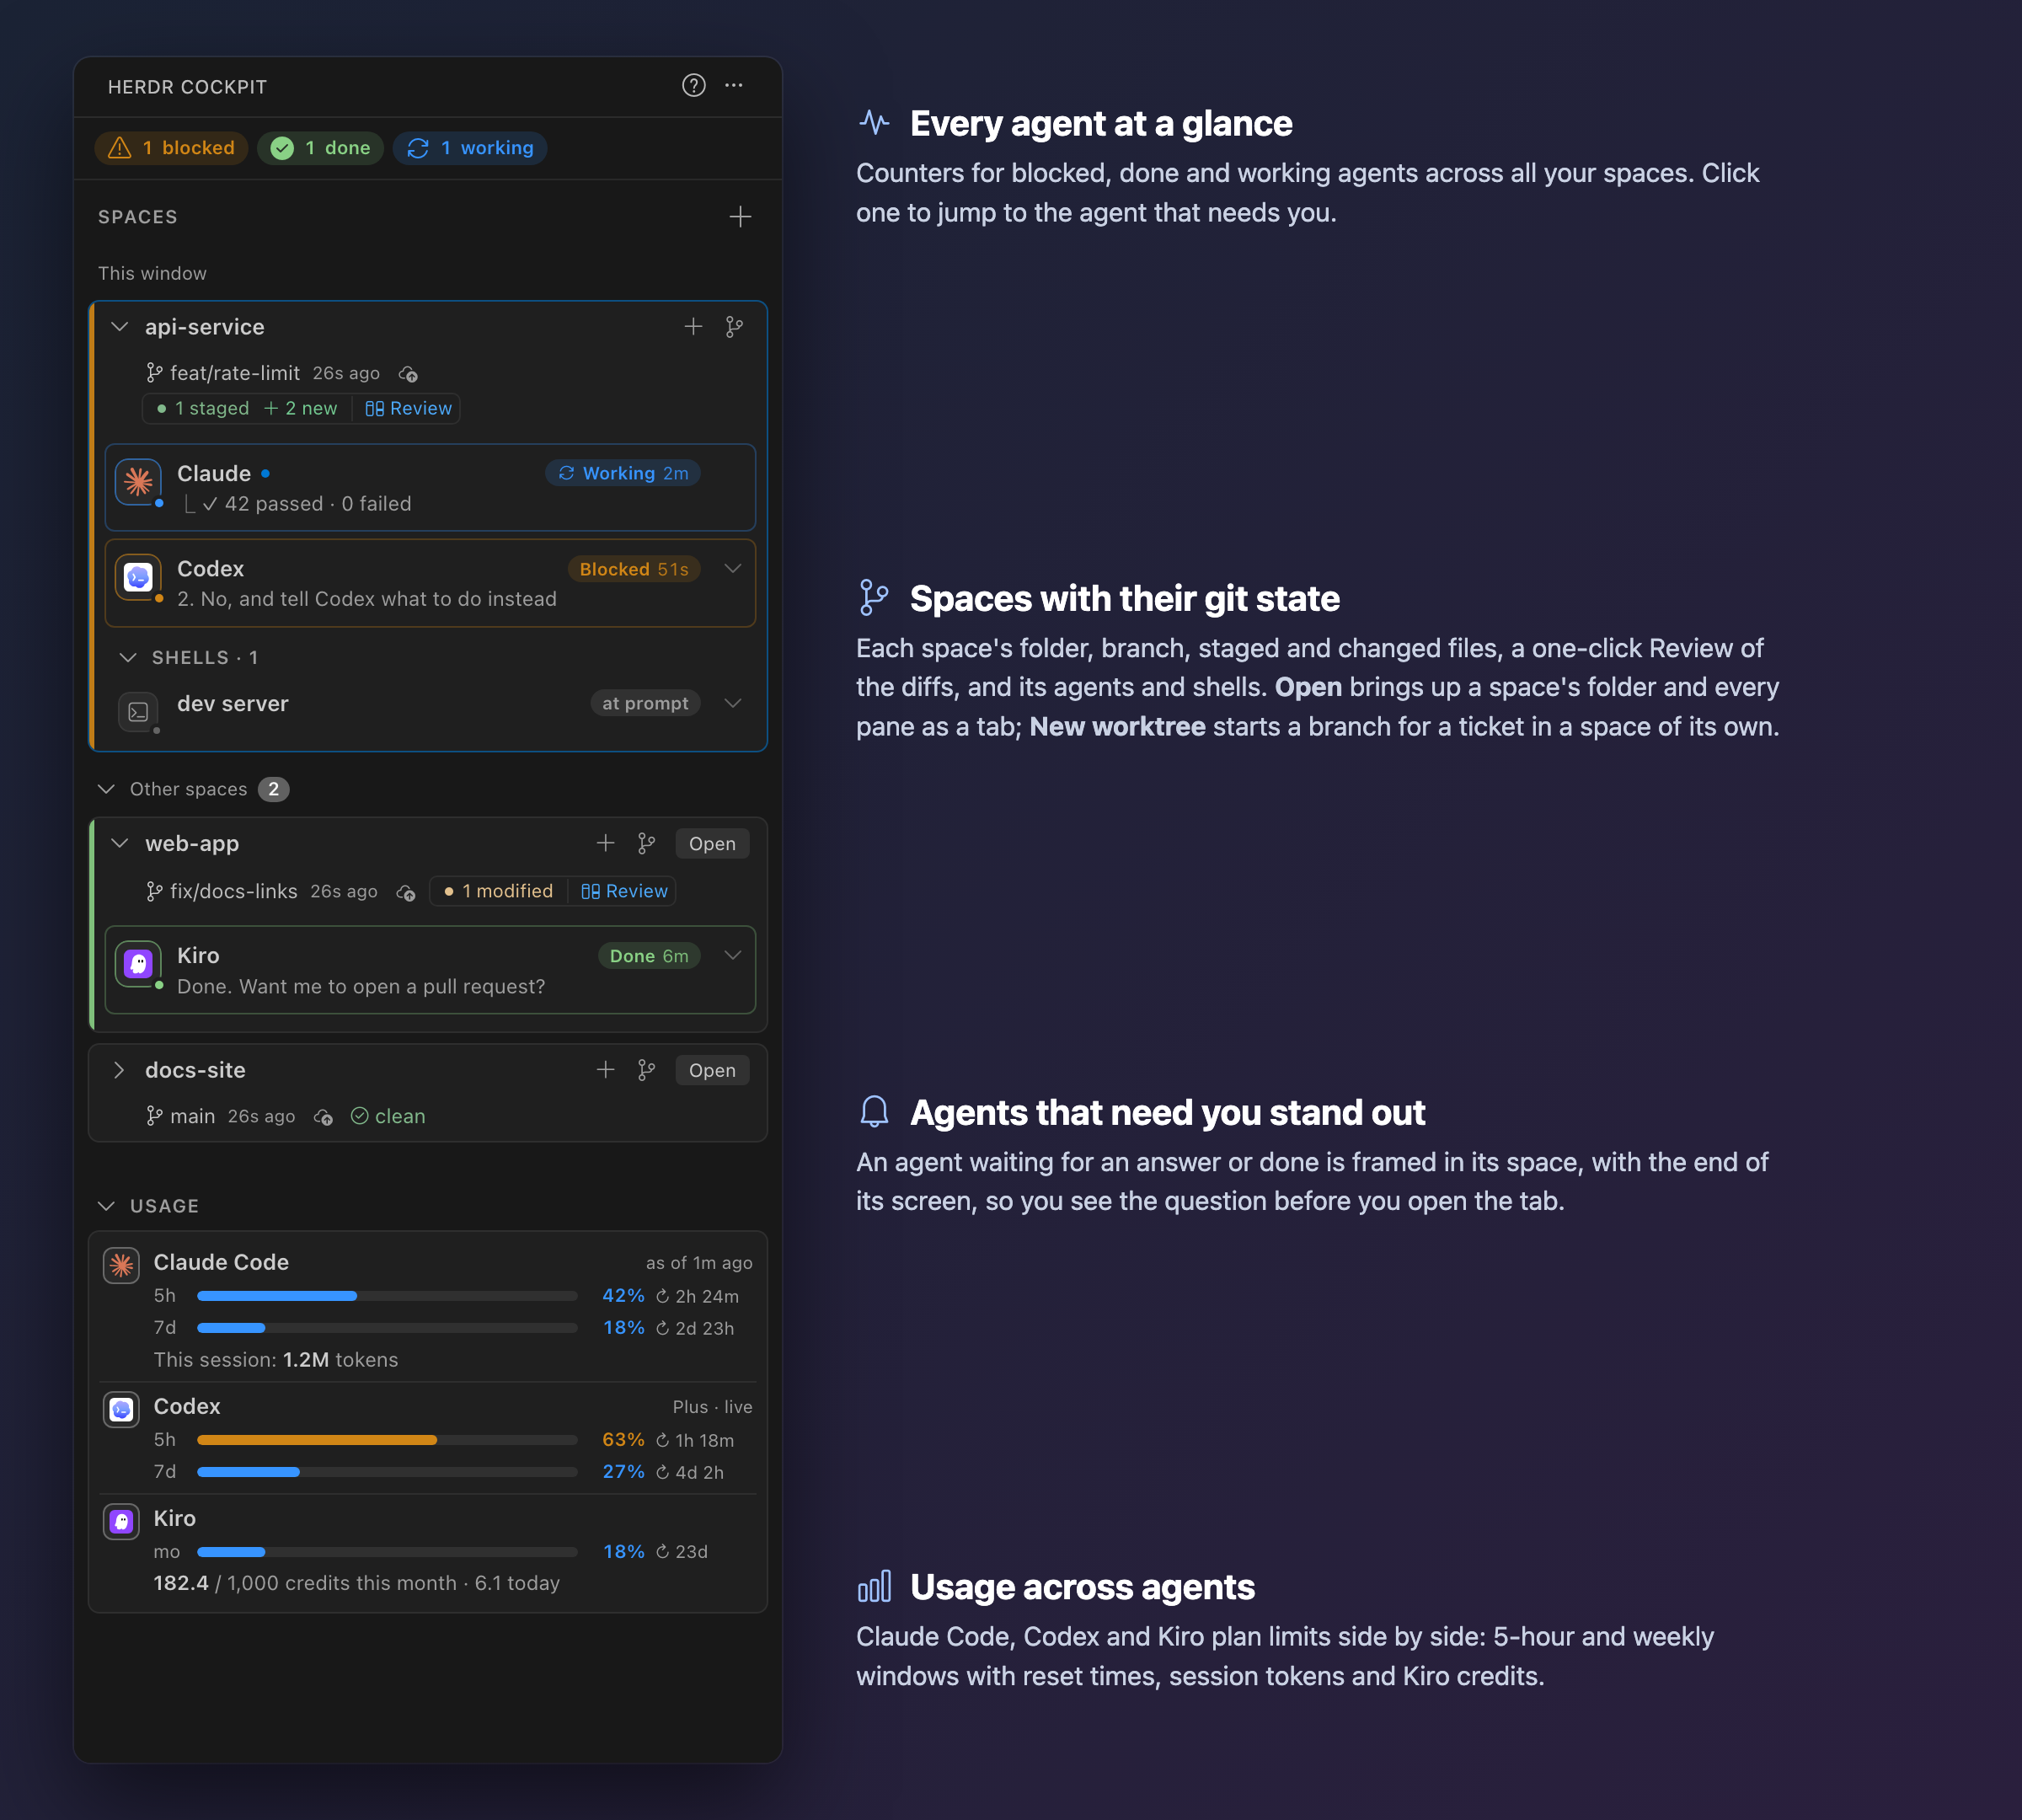 HERDR COCKPIT
1 blocked
1 done
1 working
SPACES
This window
api-service
feat/rate-limit 26s ago
1 staged + 2 new Review
Claude Working 2m
✓ 42 passed · 0 failed
Codex Blocked 51s
2. No, and tell Codex what to do instead
SHELLS · 1
dev server at prompt
Other spaces 2
web-app Open
fix/docs-links 26s ago 1 modified Review
Kiro Done 6m
Done. Want me to open a pull request?
docs-site Open
main 26s ago clean
USAGE
Claude Code as of 1m ago
5h 42% 2h 24m
7d 18% 2d 23h
This session: 1.2M tokens
Codex Plus · live
5h 63% 1h 18m
7d 27% 4d 2h
Kiro
mo 18% 23d
182.4 / 1,000 credits this month · 6.1 today
Every agent at a glance
Counters for blocked, done and working agents across all your spaces. Click
one to jump to the agent that needs you.
Spaces with their git state
Each space's folder, branch, staged and changed files, a one-click Review of
the diffs, and its agents and shells. Open brings up a space's folder and every
pane as a tab; New worktree starts a branch for a ticket in a space of its own.
Agents that need you stand out
An agent waiting for an answer or done is framed in its space, with the end of
its screen, so you see the question before you open the tab.
Usage across agents
Claude Code, Codex and Kiro plan limits side by side: 5-hour and weekly
windows with reset times, session tokens and Kiro credits.